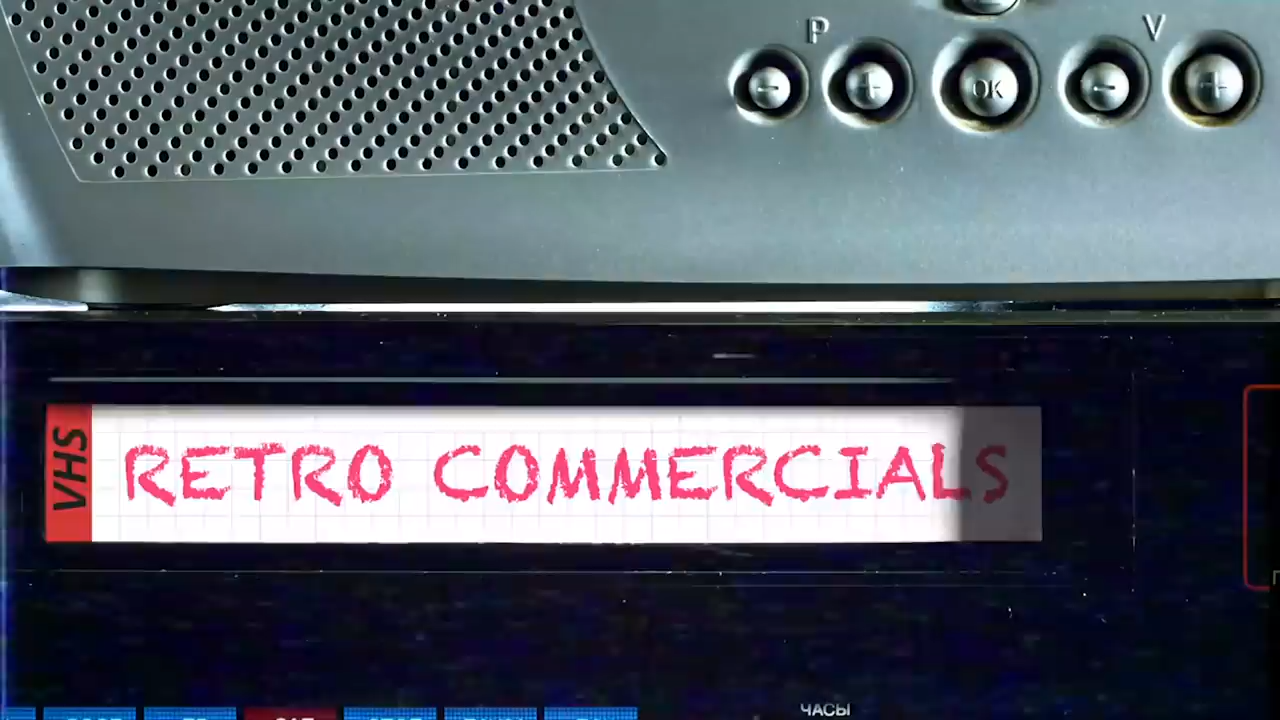 P V
- + OK - +
VHS
RETRO COMMERCIALS
ЧАСЫ